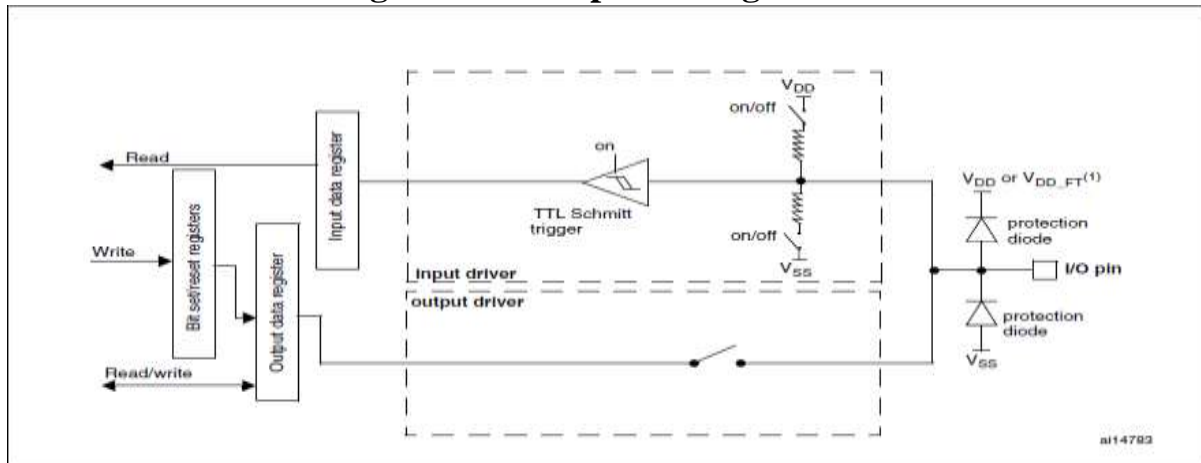 on/off
VDD
Read
Input data register
on
TTL Schmitt
trigger
VDD or VDD_FT(1)
protection
diode
Write
Bit set/reset registers
Output data register
on/off
VSS
input driver
output driver
I/O pin
protection
diode
VSS
Read/write
ai14783